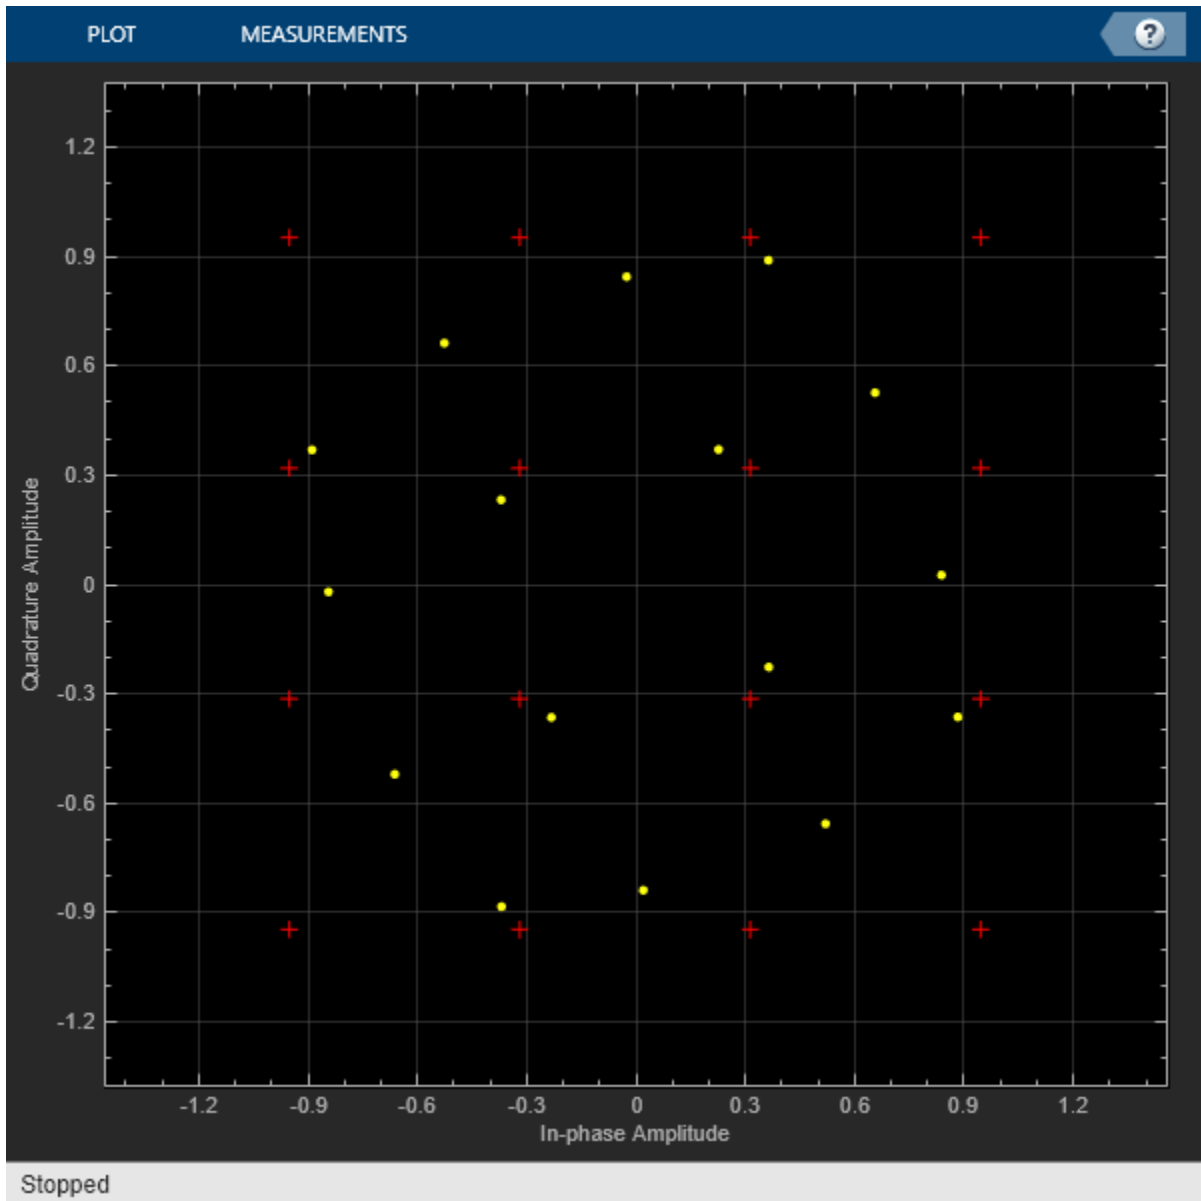 PLOT MEASUREMENTS ?
1.2
0.9
0.6
0.3
0
-0.3
-0.6
-0.9
-1.2
Quadrature Amplitude
-1.2 -0.9 -0.6 -0.3 0 0.3 0.6 0.9 1.2
In-phase Amplitude
Stopped